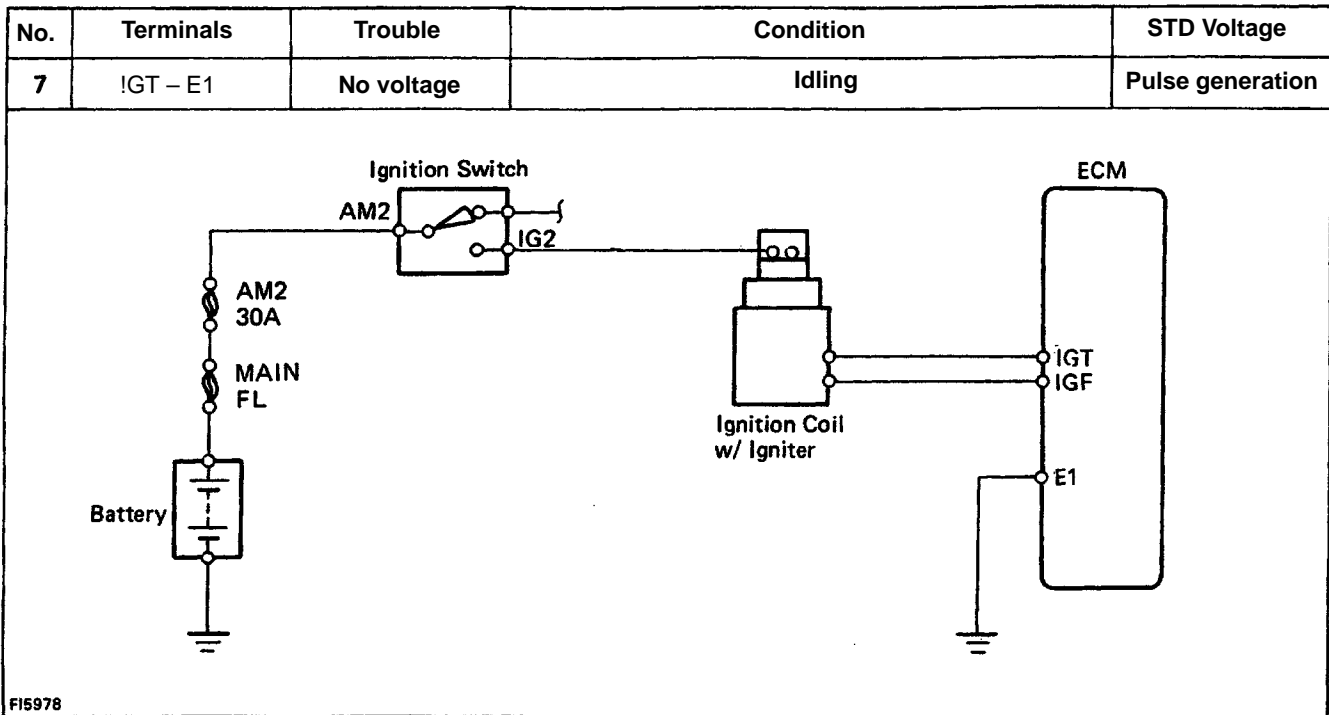 No. Terminals Trouble Condition STD Voltage
7 !GT – E1 No voltage Idling Pulse generation
Ignition Switch
ECM
AM2
IG2
AM2
30A
MAIN
FL
IGT
IGF
Ignition Coil
w/ Igniter
E1
Battery
FI5978